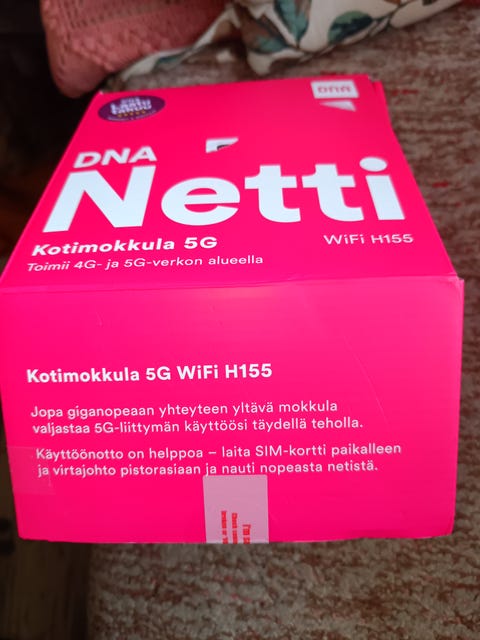 DNA
DNA
Netti
Kotimokkula 5G
WiFi H155
Toimii 4G- ja 5G-verkon alueella
Kotimokkula 5G WiFi H155
Jopa giganopeaan yhteyteen yltävä mokkula
valjastaa 5G-liittymän käyttöösi täydellä teholla.
Käyttöönotto on helppoa – laita SIM-kortti paikalleen
ja virtajohto pistorasiaan ja nauti nopeasta netistä.